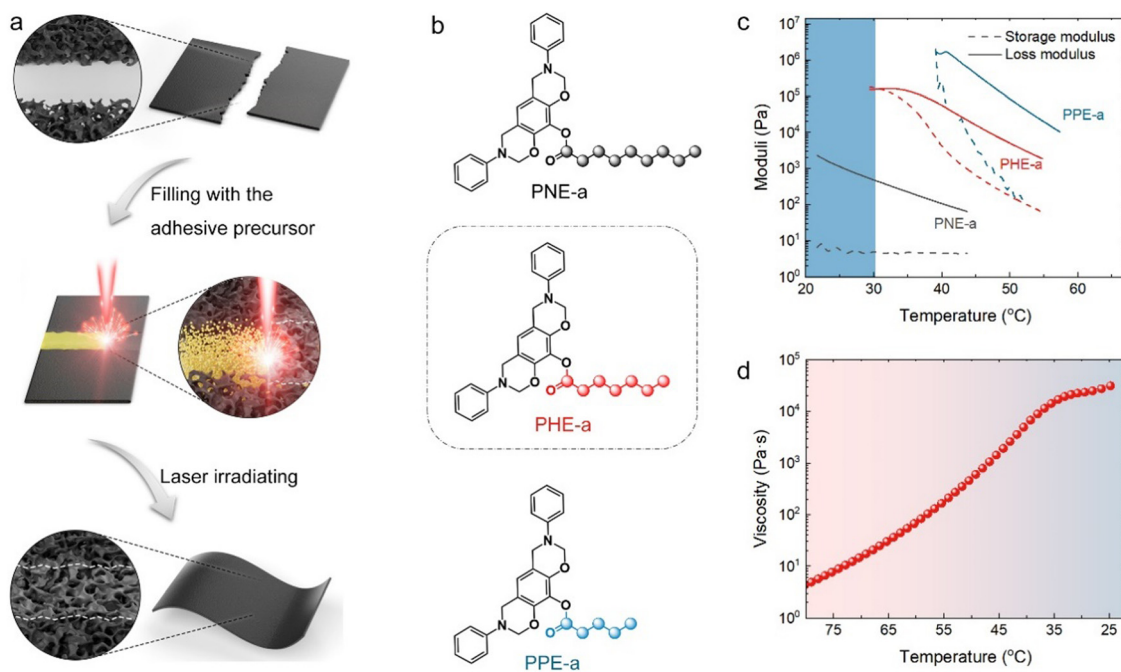 a
Filling with the
adhesive precursor
Laser irradiating
b
N
O
O
N
O
O
PNE-a
N
O
O
N
O
O
PHE-a
N
O
O
N
O
O
PPE-a
c
Moduli (Pa)
10⁷
10⁶
10⁵
10⁴
10³
10²
10¹
10⁰
Storage modulus
Loss modulus
PPE-a
PHE-a
PNE-a
20 30 40 50 60
Temperature (°C)
d
Viscosity (Pa·s)
10⁵
10⁴
10³
10²
10¹
10⁰
75 65 55 45 35 25
Temperature (°C)